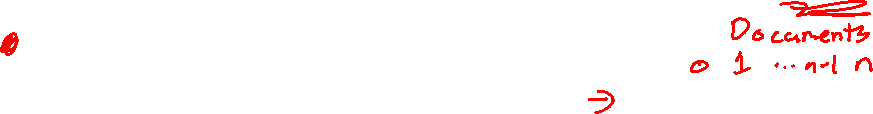 Documents
0 1 ... n-1 n
→